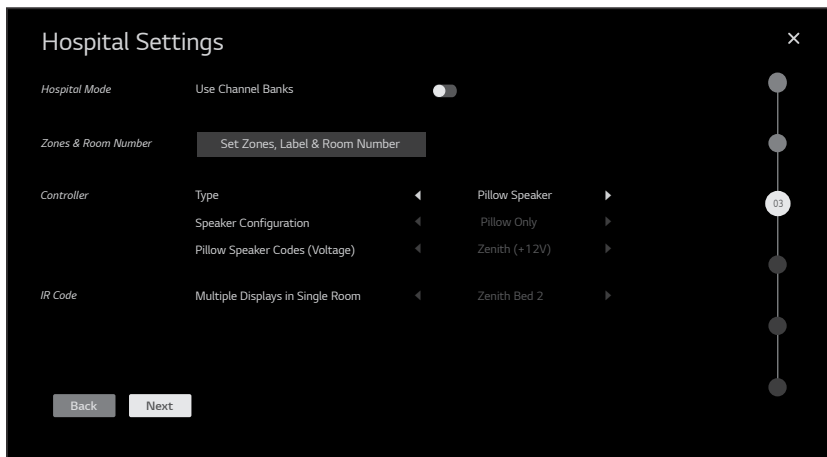 Hospital Settings
×
Hospital Mode Use Channel Banks
Zones & Room Number Set Zones, Label & Room Number
Controller Type Pillow Speaker
03
Speaker Configuration Pillow Only
Pillow Speaker Codes (Voltage) Zenith (+12V)
IR Code Multiple Displays in Single Room Zenith Bed 2
Back Next